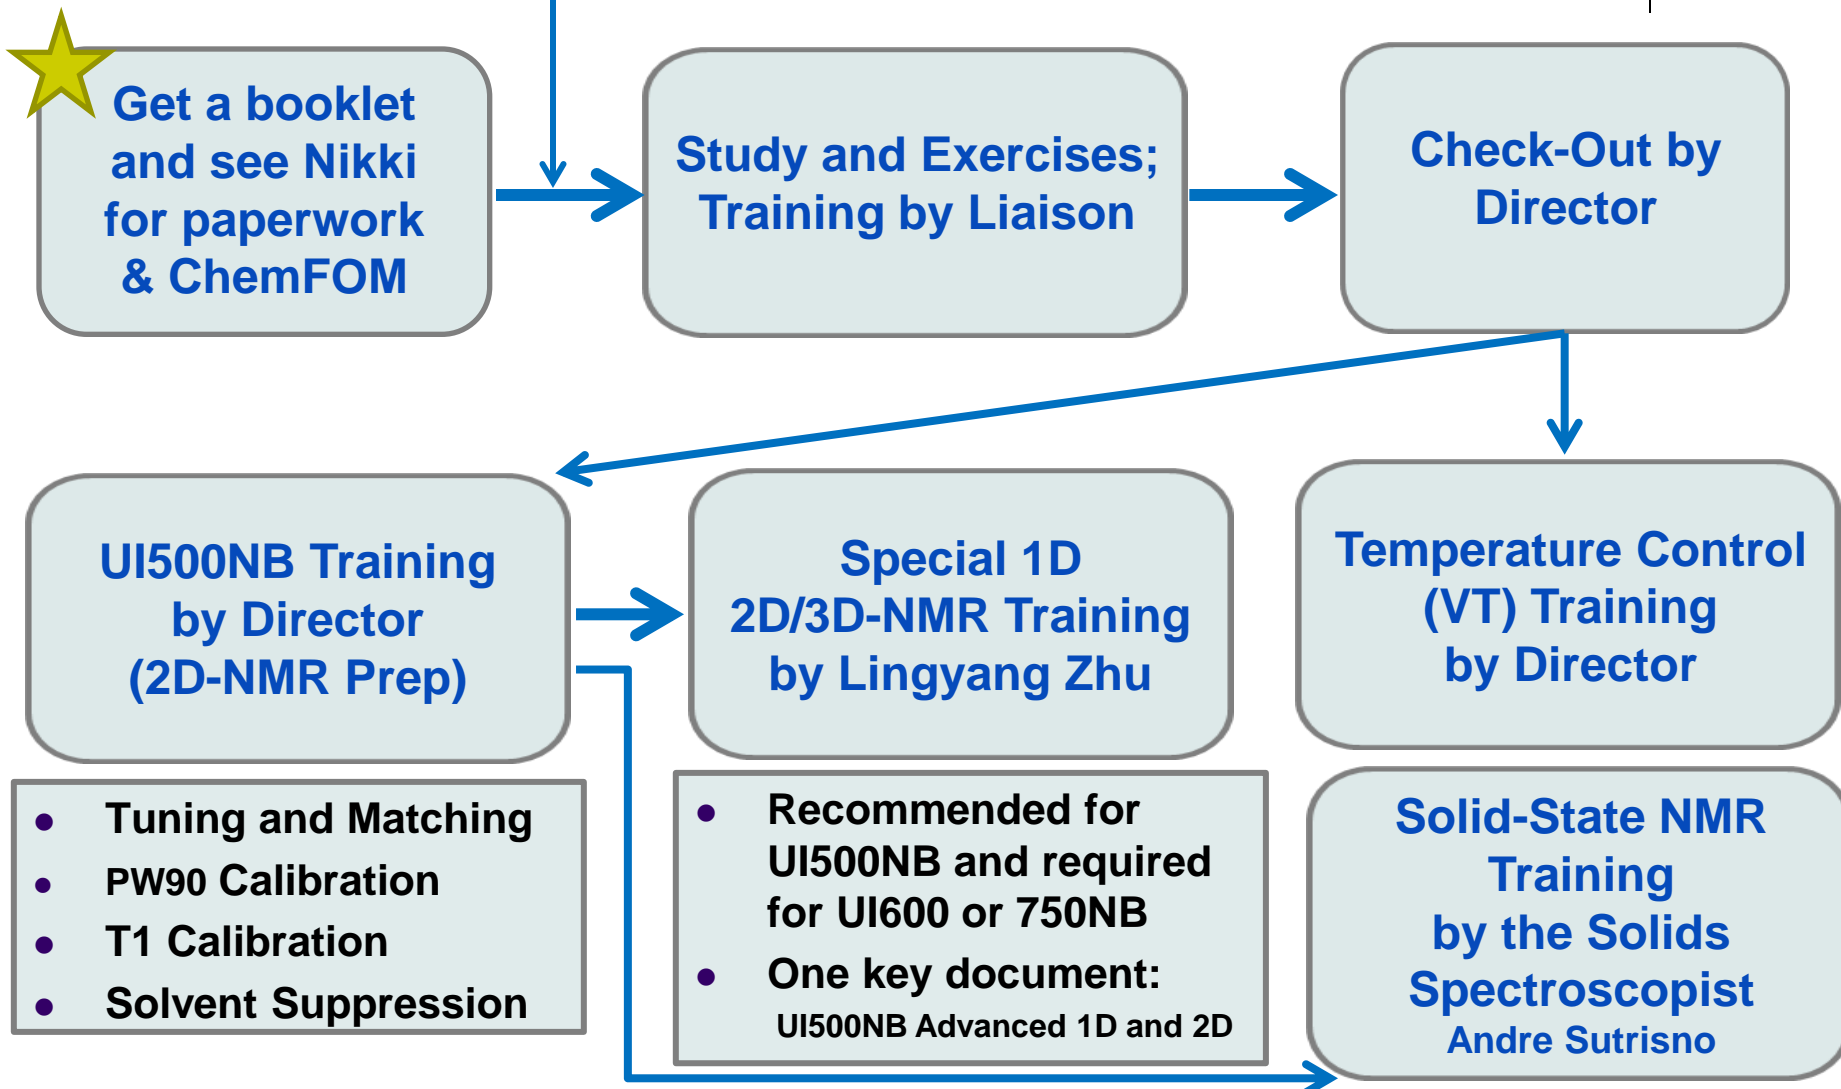 Get a booklet
and see Nikki
for paperwork
& ChemFOM
Study and Exercises;
Training by Liaison
Check-Out by
Director
UI500NB Training
by Director
(2D-NMR Prep)
Special 1D
2D/3D-NMR Training
by Lingyang Zhu
Temperature Control
(VT) Training
by Director
● Tuning and Matching
● PW90 Calibration
● T1 Calibration
● Solvent Suppression
● Recommended for
UI500NB and required
for UI600 or 750NB
● One key document:
UI500NB Advanced 1D and 2D
Solid-State NMR
Training
by the Solids
Spectroscopist
Andre Sutrisno